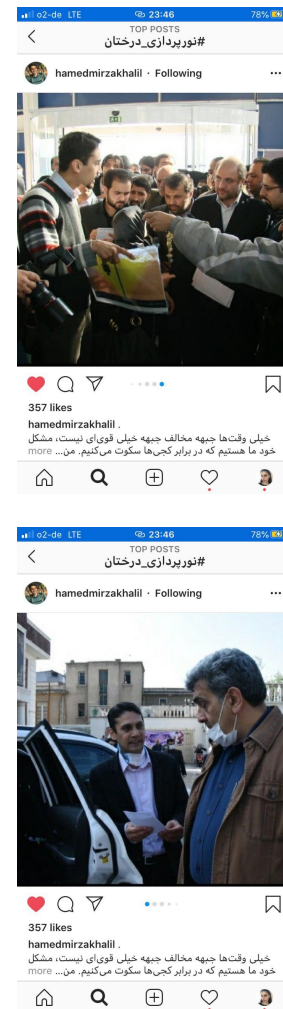 o2-de LTE 23:46 78%
TOP POSTS
#نورپردازی_درختان
hamedmirzakhalil · Following
357 likes
hamedmirzakhalil .
خیلی وقت‌ها جبهه مخالف جبهه خیلی قوی‌ای نیست، مشکل
خود ما هستیم که در برابر کجی‌ها سکوت می‌کنیم. من... more
o2-de LTE 23:46 78%
TOP POSTS
#نورپردازی_درختان
hamedmirzakhalil · Following
357 likes
hamedmirzakhalil .
خیلی وقت‌ها جبهه مخالف جبهه خیلی قوی‌ای نیست، مشکل
خود ما هستیم که در برابر کجی‌ها سکوت می‌کنیم. من... more